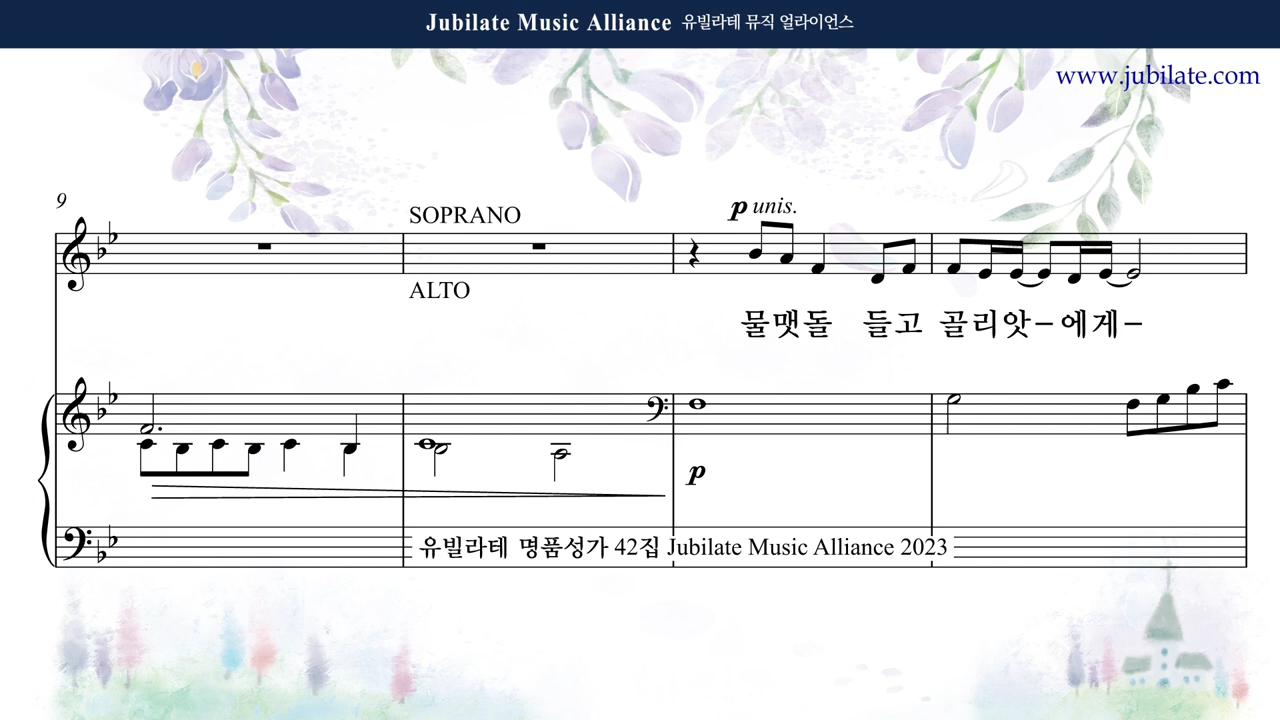 Jubilate Music Alliance 유빌라테 뮤직 얼라이언스
www.jubilate.com
9
SOPRANO
p unis.
ALTO
물맷돌 들고 골리앗-에게-
p
유빌라테 명품성가 42집 Jubilate Music Alliance 2023